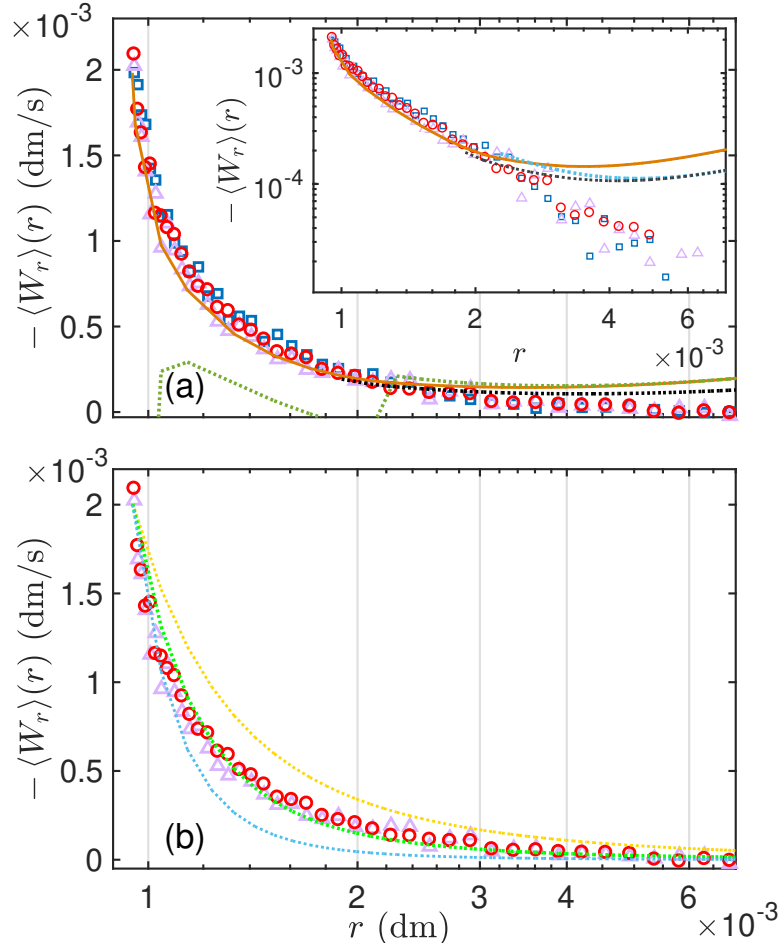 ×10⁻³
2
1.5
1
0.5
0
− ⟨W_r⟩(r) (dm/s)
(a)
10⁻³
10⁻⁴
− ⟨W_r⟩(r)
1 2 4 6
r ×10⁻³
×10⁻³
2
1.5
1
0.5
0
− ⟨W_r⟩(r) (dm/s)
(b)
1 2 3 4 6
r (dm) ×10⁻³